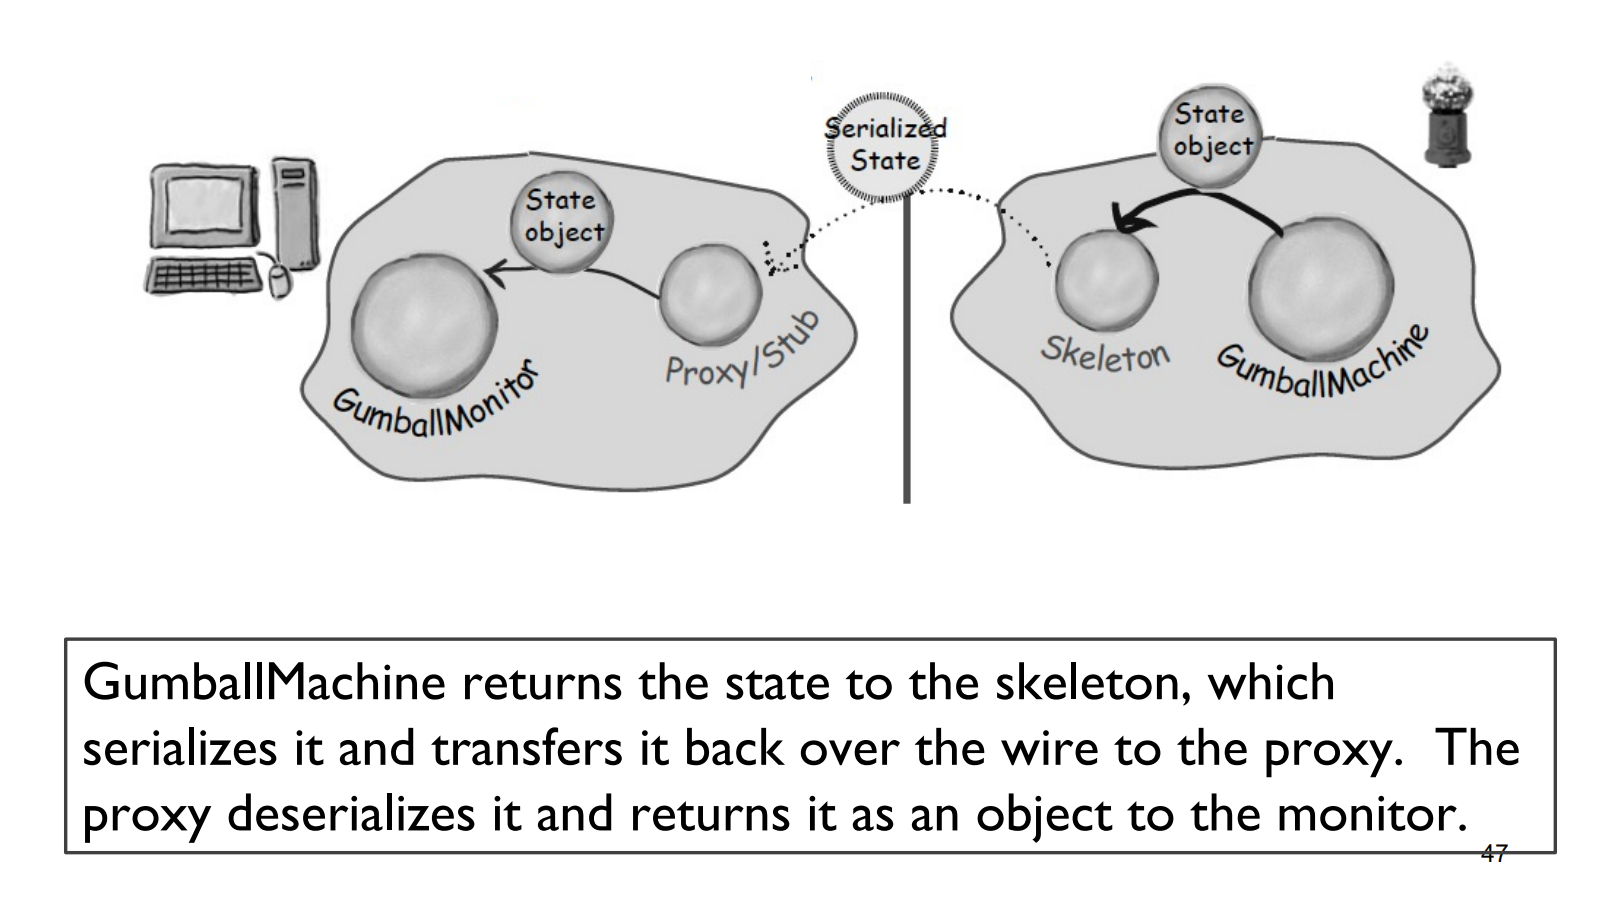 Serialized
State
State
object
State
object
GumballMonitor
Proxy/Stub
Skeleton
GumballMachine
GumballMachine returns the state to the skeleton, which
serializes it and transfers it back over the wire to the proxy.  The
proxy deserializes it and returns it as an object to the monitor.
47